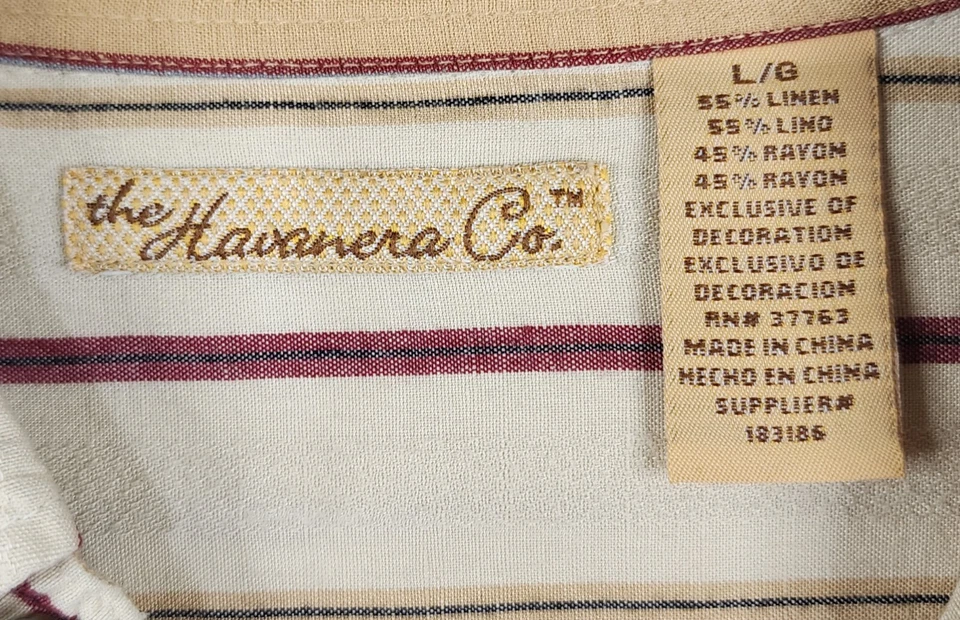 the Havanera Co.™
L/G
55% LINEN
55% LINO
45% RAYON
45% RAYON
EXCLUSIVE OF
DECORATION
EXCLUSIVO DE
DECORACION
RN# 37763
MADE IN CHINA
HECHO EN CHINA
SUPPLIER#
183186